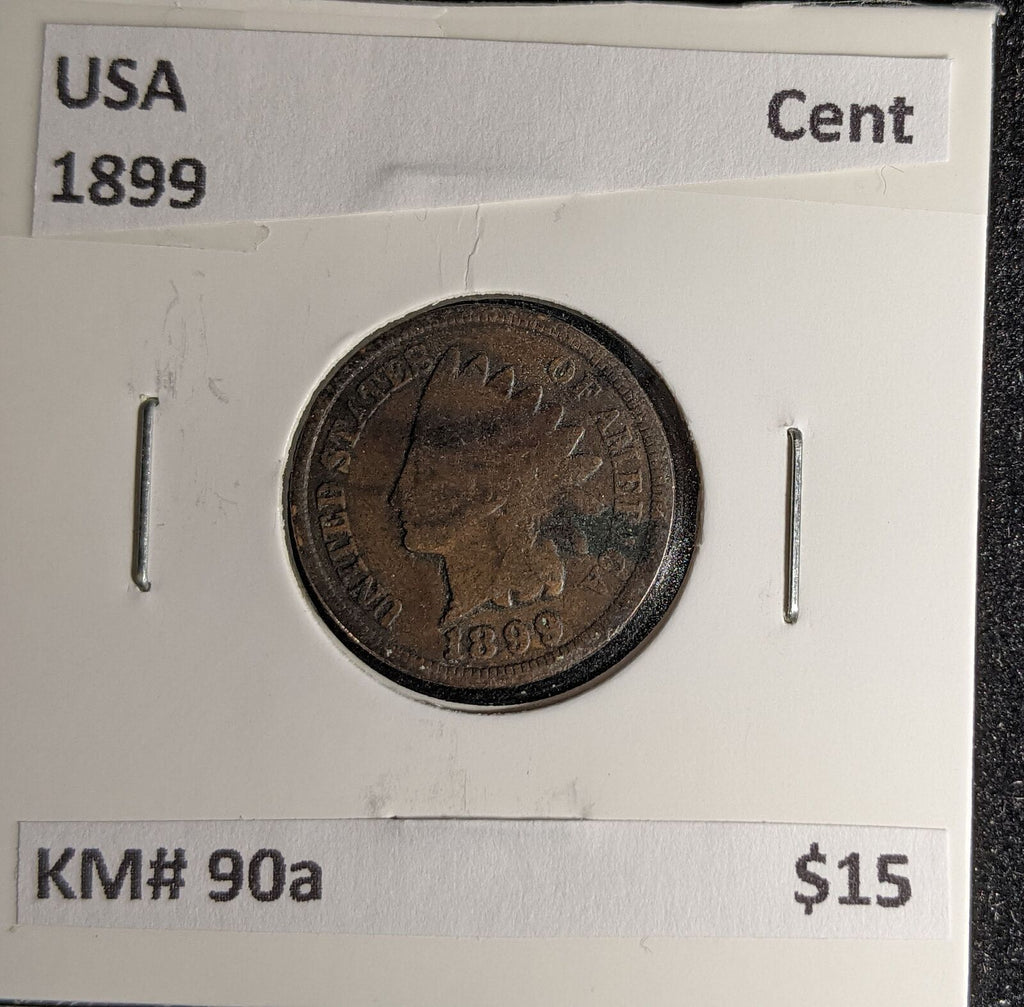 USA
Cent
1899
UNITED STATES
OF AMERICA
1899
KM# 90a
$15